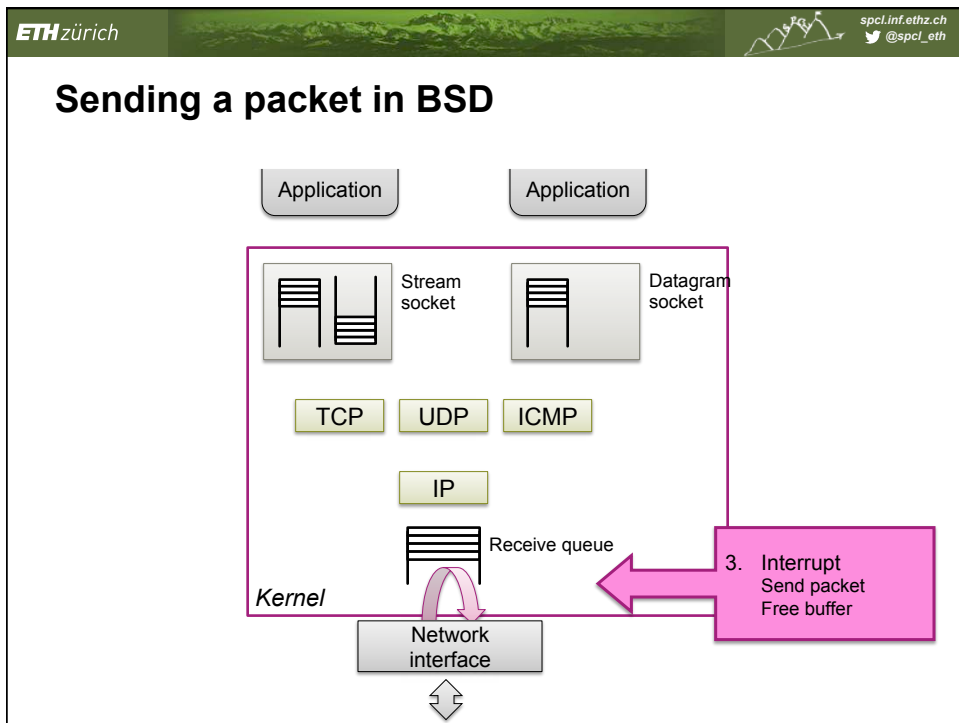 ETH zürich
spcl.inf.ethz.ch
@spcl_eth
Sending a packet in BSD
Application
Application
Stream
socket
Datagram
socket
TCP
UDP
ICMP
IP
Receive queue
3. Interrupt
Send packet
Free buffer
Kernel
Network
interface